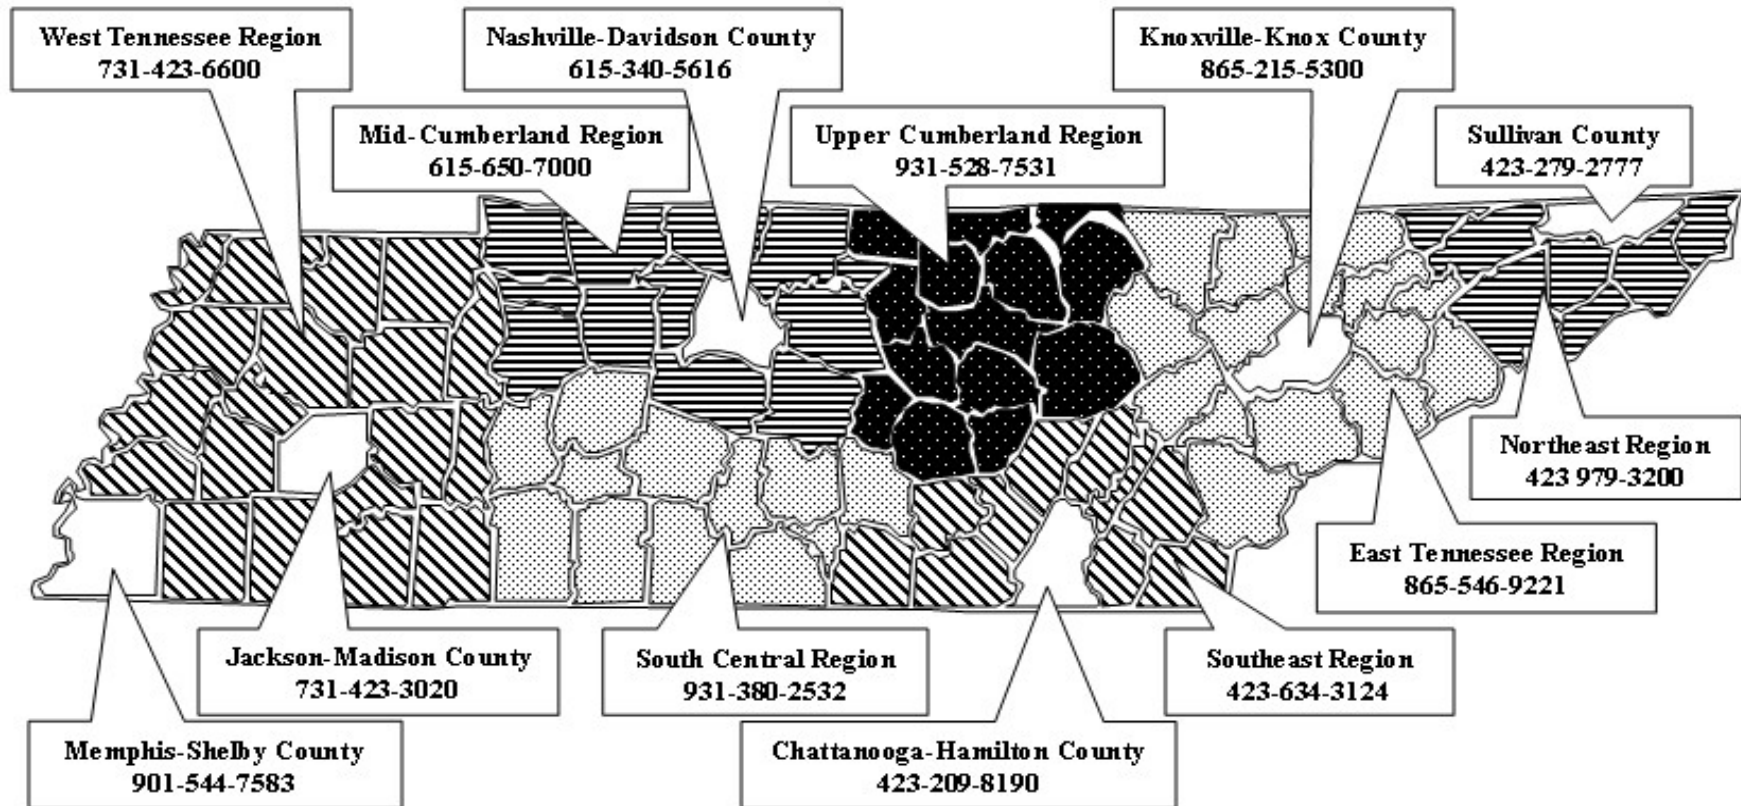 West Tennessee Region
731-423-6600
Nashville-Davidson County
615-340-5616
Knoxville-Knox County
865-215-5300
Mid-Cumberland Region
615-650-7000
Upper Cumberland Region
931-528-7531
Sullivan County
423-279-2777
Northeast Region
423 979-3200
East Tennessee Region
865-546-9221
Jackson-Madison County
731-423-3020
South Central Region
931-380-2532
Southeast Region
423-634-3124
Memphis-Shelby County
901-544-7583
Chattanooga-Hamilton County
423-209-8190